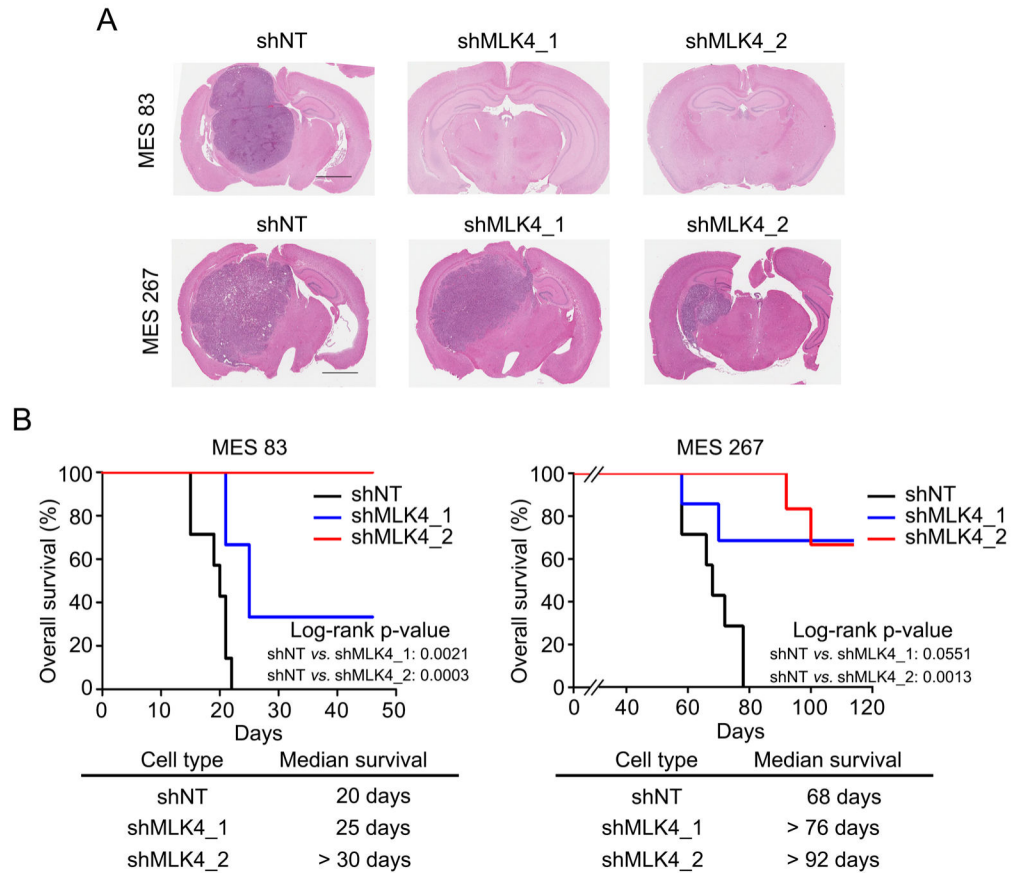 A
shNT shMLK4_1 shMLK4_2
MES 83
shNT shMLK4_1 shMLK4_2
MES 267
B
MES 83
Overall survival (%)
100
80
60
40
20
0
shNT
shMLK4_1
shMLK4_2
Log-rank p-value
shNT vs. shMLK4_1: 0.0021
shNT vs. shMLK4_2: 0.0003
0 10 20 30 40 50
Days
Cell type Median survival
shNT 20 days
shMLK4_1 25 days
shMLK4_2 > 30 days
MES 267
Overall survival (%)
100
80
60
40
20
0
shNT
shMLK4_1
shMLK4_2
Log-rank p-value
shNT vs. shMLK4_1: 0.0551
shNT vs. shMLK4_2: 0.0013
0 40 60 80 100 120
Days
Cell type Median survival
shNT 68 days
shMLK4_1 > 76 days
shMLK4_2 > 92 days